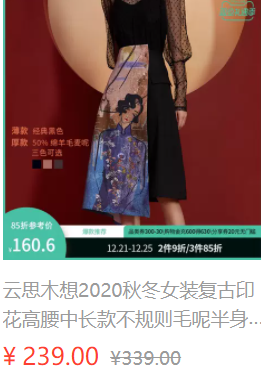 薄款 经典黑色
厚款 50% 绵羊毛麦呢
三色可选
85折参考价
¥160.6
12.21-12.25 2件9折/3件85折
云思木想2020秋冬女装复古印
花高腰中长款不规则毛呢半身...
¥ 239.00 ¥339.00